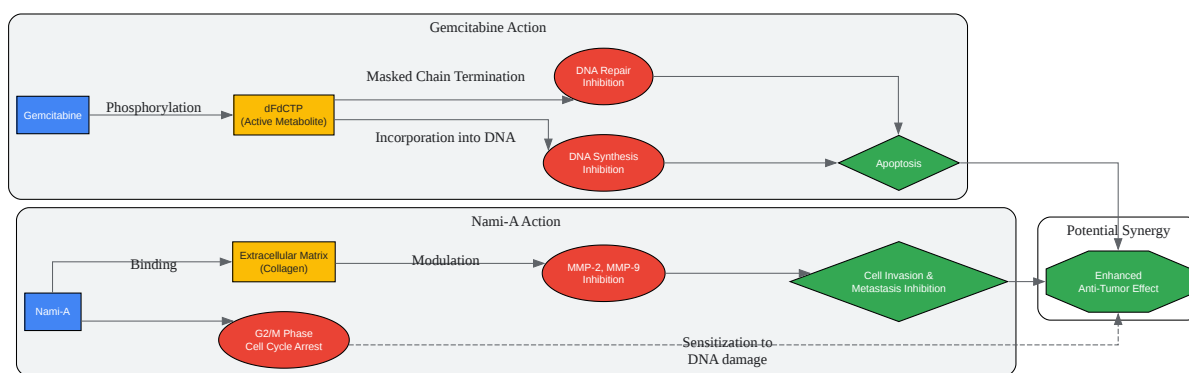 Gemcitabine Action
Masked Chain Termination
DNA Repair
Inhibition
Gemcitabine
Phosphorylation
dFdCTP
(Active Metabolite)
Incorporation into DNA
DNA Synthesis
Inhibition
Apoptosis
Nami-A Action
Potential Synergy
Binding
Extracellular Matrix
(Collagen)
Modulation
MMP-2, MMP-9
Inhibition
Cell Invasion &
Metastasis Inhibition
Enhanced
Anti-Tumor Effect
Nami-A
G2/M Phase
Cell Cycle Arrest
Sensitization to
DNA damage